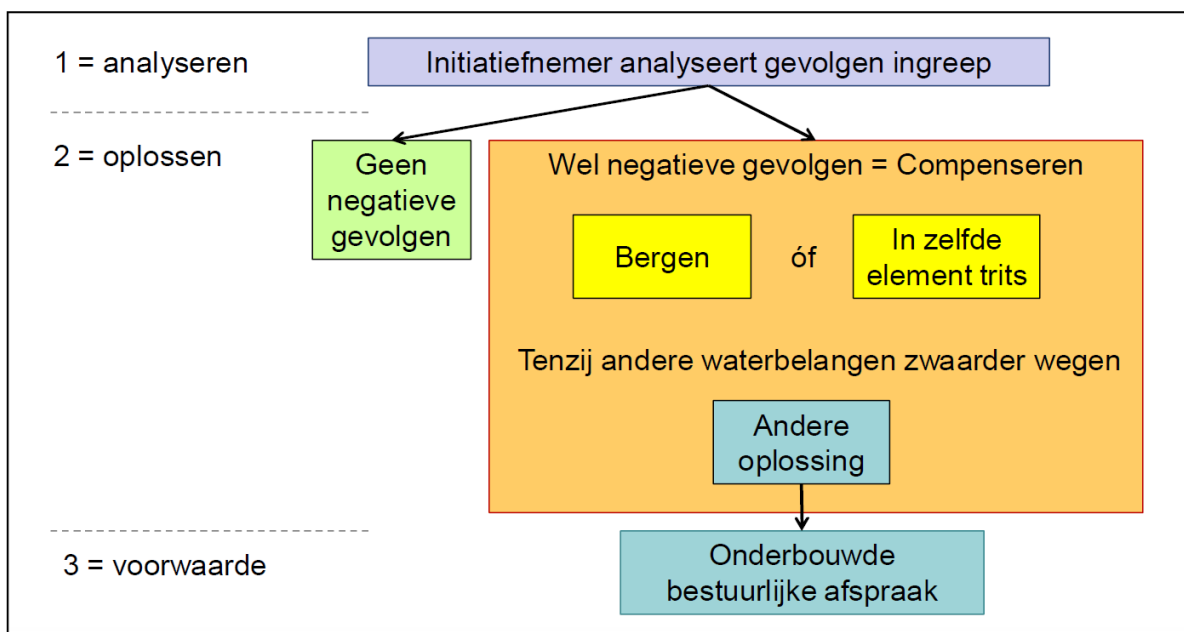 1 = analyseren
Initiatiefnemer analyseert gevolgen ingreep
2 = oplossen
Geen
negatieve
gevolgen
Wel negatieve gevolgen = Compenseren
Bergen
óf
In zelfde
element trits
Tenzij andere waterbelangen zwaarder wegen
Andere
oplossing
3 = voorwaarde
Onderbouwde
bestuurlijke afspraak